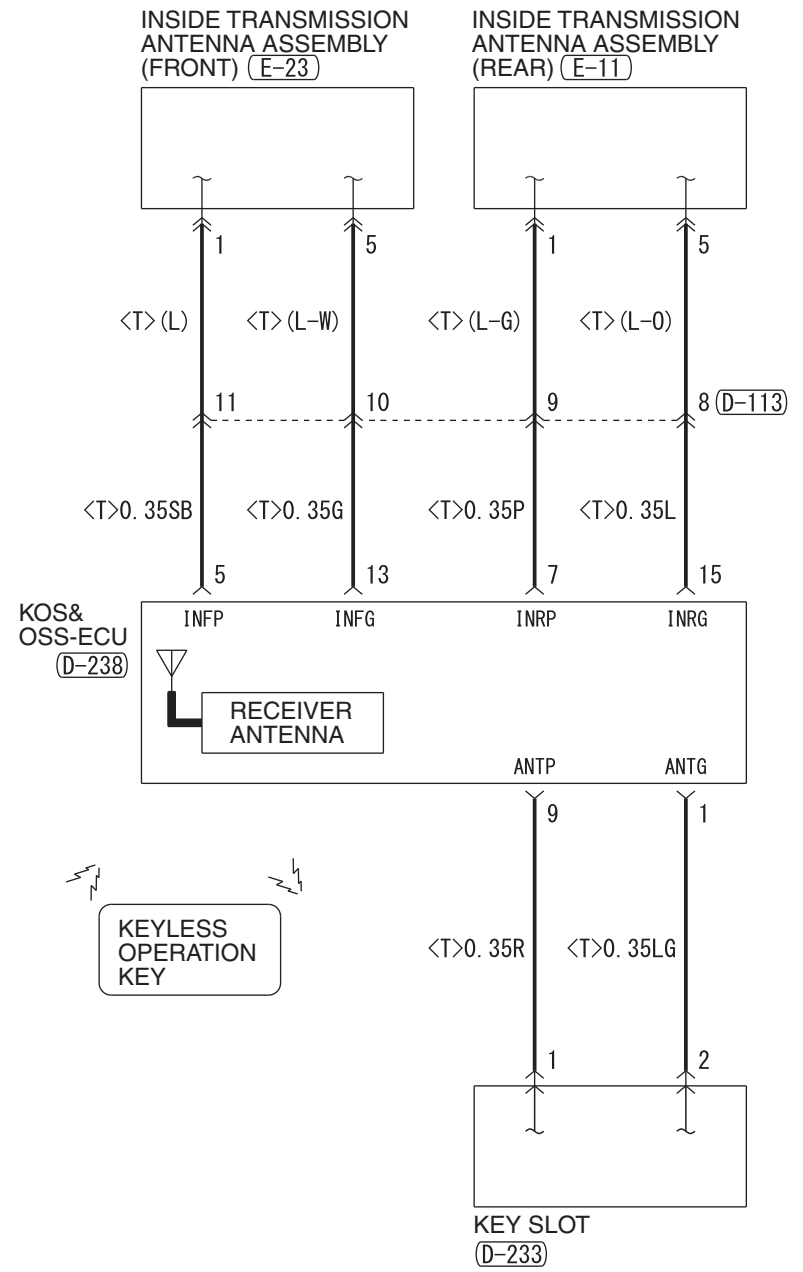 INSIDE TRANSMISSION
ANTENNA ASSEMBLY
(FRONT) E-23
INSIDE TRANSMISSION
ANTENNA ASSEMBLY
(REAR) E-11
1 5 1 5
<T>(L) <T>(L-W) <T>(L-G) <T>(L-O)
11 10 9 8 D-113
<T>0.35SB <T>0.35G <T>0.35P <T>0.35L
5 13 7 15
KOS&
OSS-ECU
D-238
INFP INFG INRP INRG
RECEIVER
ANTENNA
ANTP ANTG
9 1
KEYLESS
OPERATION
KEY
<T>0.35R <T>0.35LG
1 2
KEY SLOT
D-233